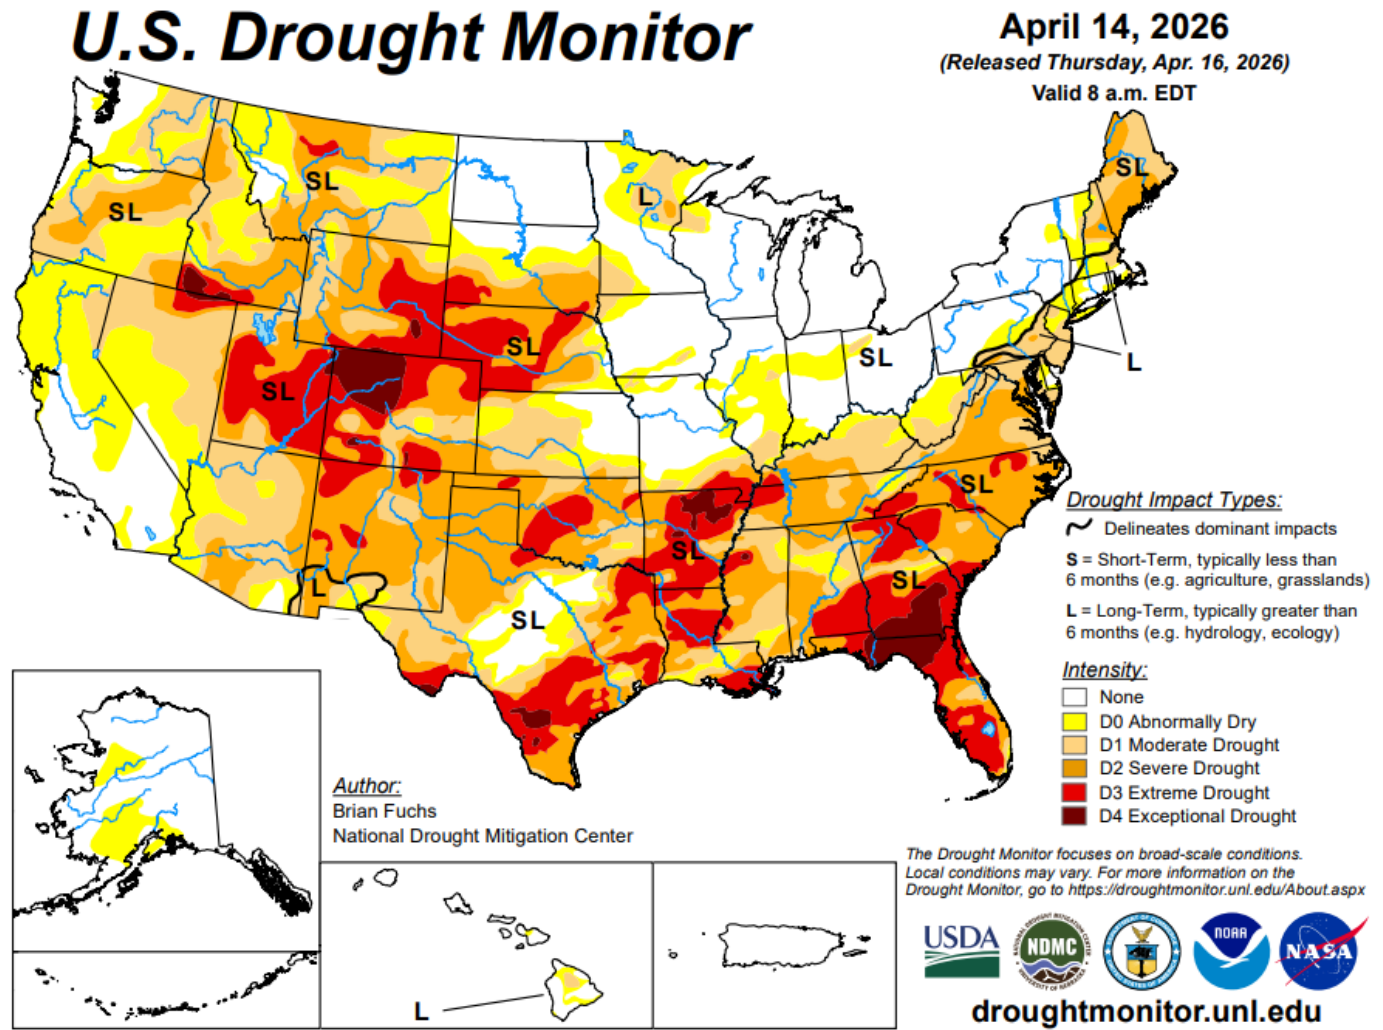 U.S. Drought Monitor
April 14, 2026
(Released Thursday, Apr. 16, 2026)
Valid 8 a.m. EDT
SL
SL
SL
L
SL
SL
SL
L
SL
SL
SL
SL
L
SL
Drought Impact Types:
Delineates dominant impacts
S = Short-Term, typically less than
6 months (e.g. agriculture, grasslands)
L = Long-Term, typically greater than
6 months (e.g. hydrology, ecology)
Intensity:
None
D0 Abnormally Dry
D1 Moderate Drought
D2 Severe Drought
D3 Extreme Drought
D4 Exceptional Drought
Author:
Brian Fuchs
National Drought Mitigation Center
L
The Drought Monitor focuses on broad-scale conditions.
Local conditions may vary. For more information on the
Drought Monitor, go to https://droughtmonitor.unl.edu/About.aspx
USDA
NDMC
NOAA
NASA
droughtmonitor.unl.edu